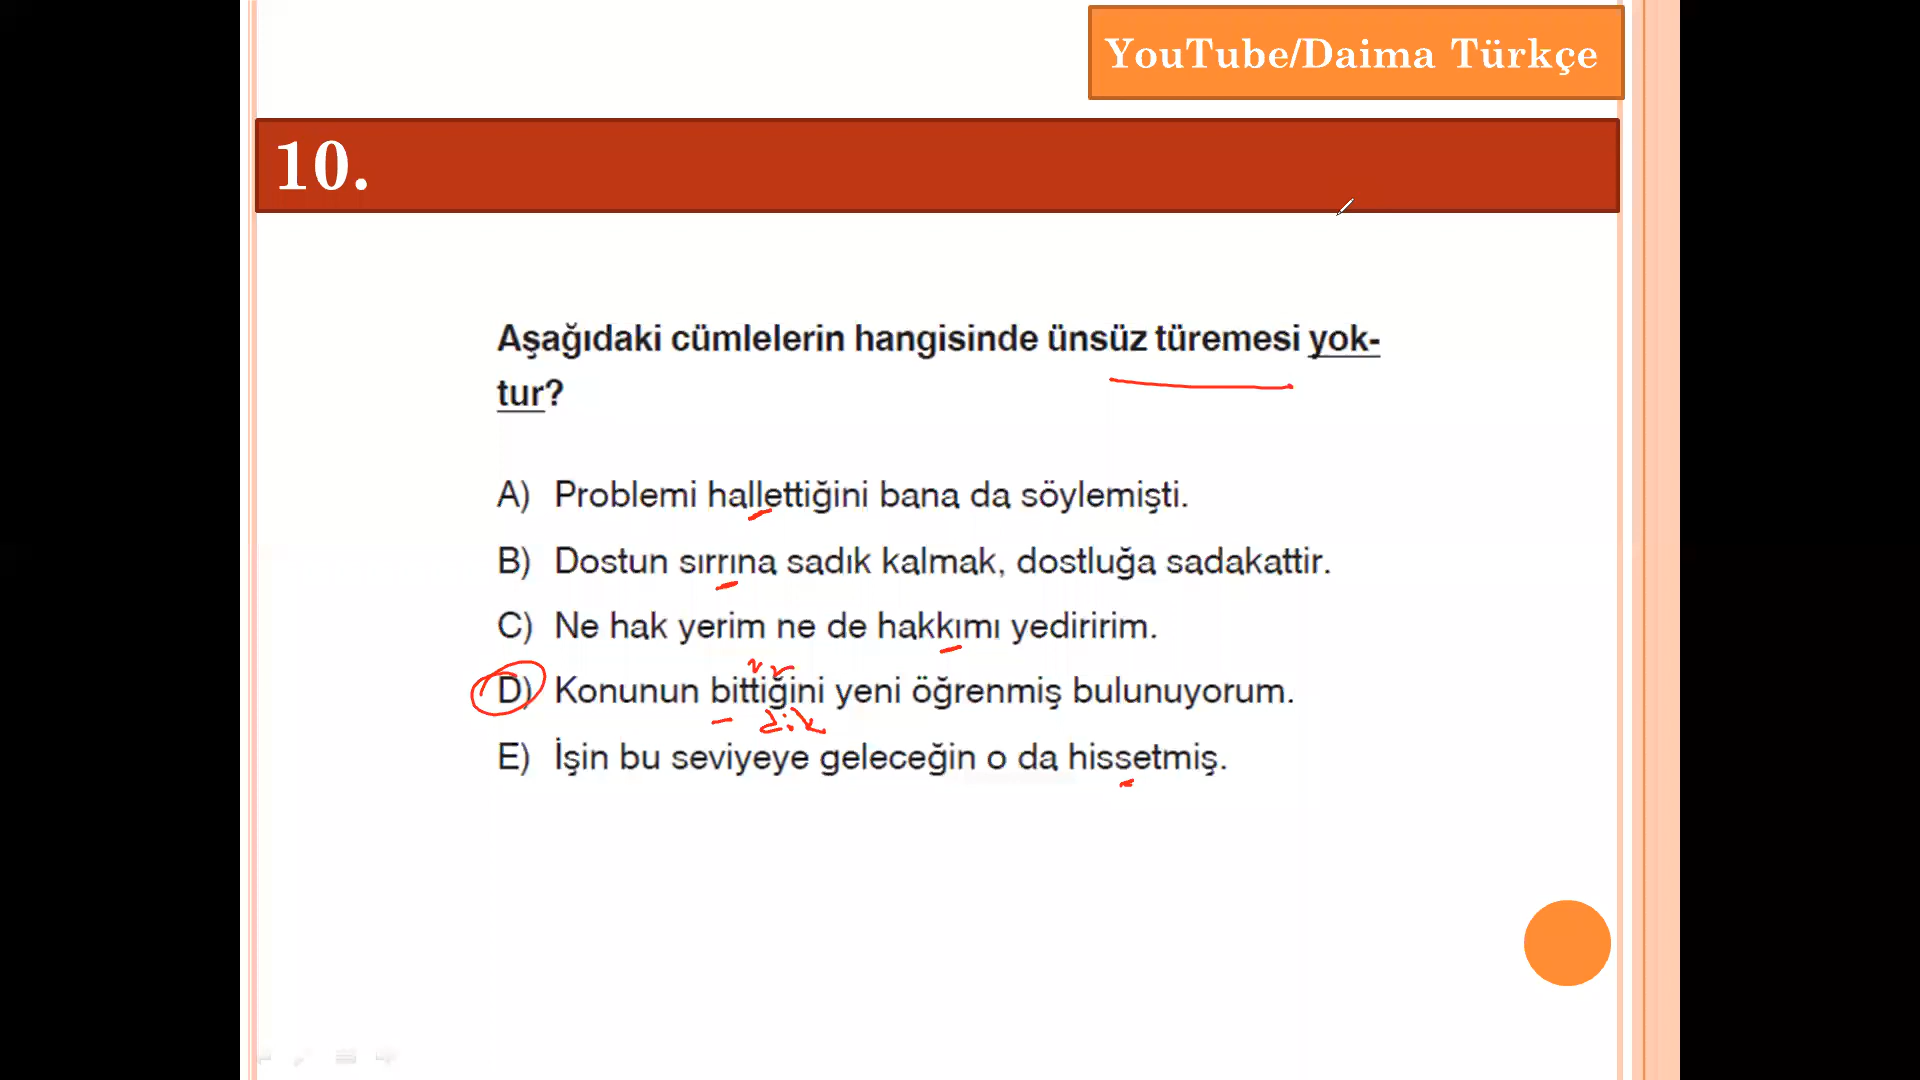 YouTube/Daima Türkçe
10.
Aşağıdaki cümlelerin hangisinde ünsüz türemesi yok-
tur?
A) Problemi hallettiğini bana da söylemişti.
B) Dostun sırrına sadık kalmak, dostluğa sadakattir.
C) Ne hak yerim ne de hakkımı yediririm.
D) Konunun bittiğini yeni öğrenmiş bulunuyorum.
dik
E) İşin bu seviyeye geleceğin o da hissetmiş.